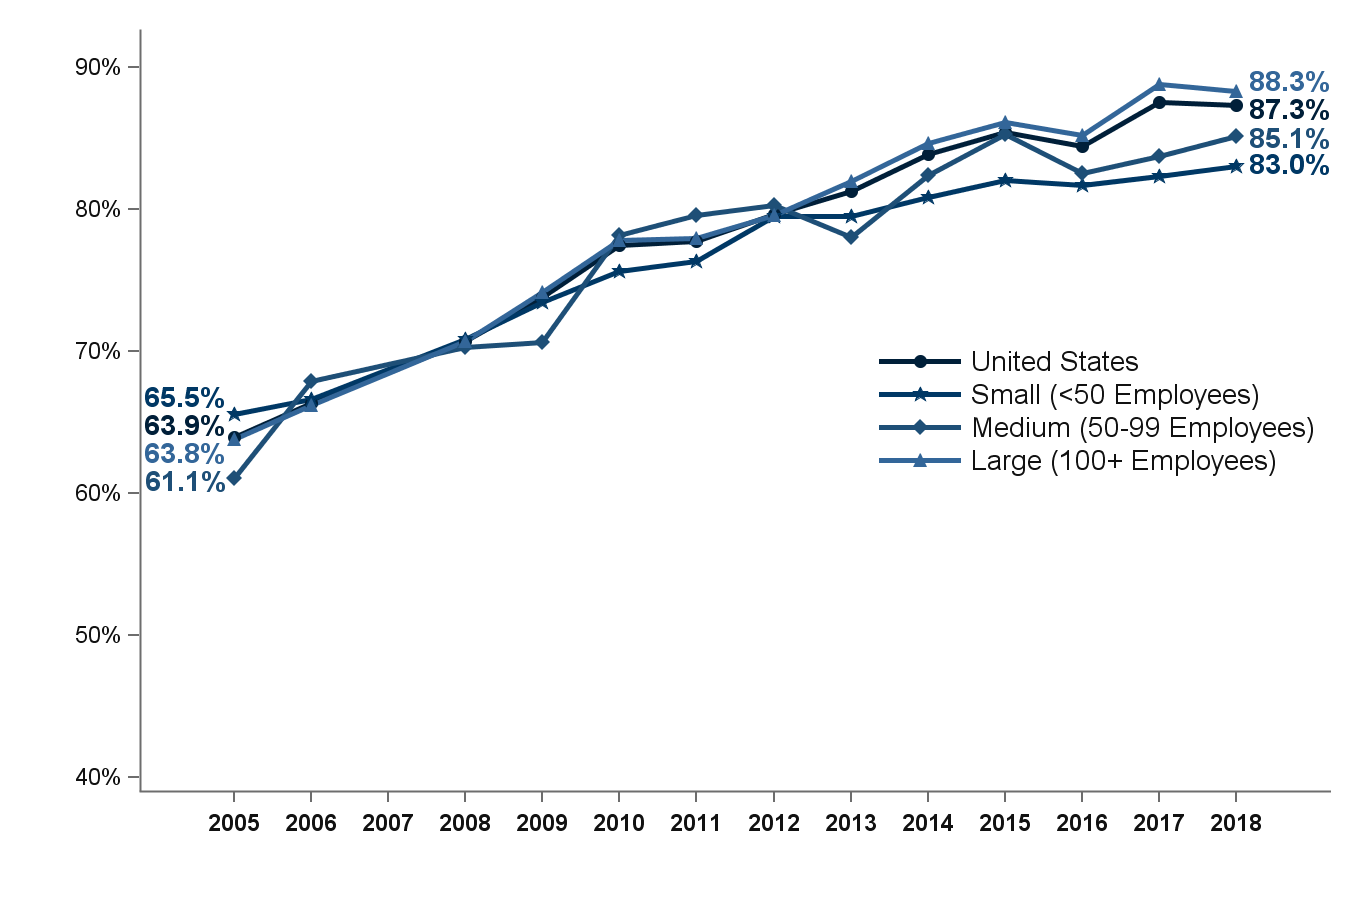 90%
80%
70%
60%
50%
40%
65.5%
63.9%
63.8%
61.1%
88.3%
87.3%
85.1%
83.0%
United States
Small (<50 Employees)
Medium (50-99 Employees)
Large (100+ Employees)
2005 2006 2007 2008 2009 2010 2011 2012 2013 2014 2015 2016 2017 2018